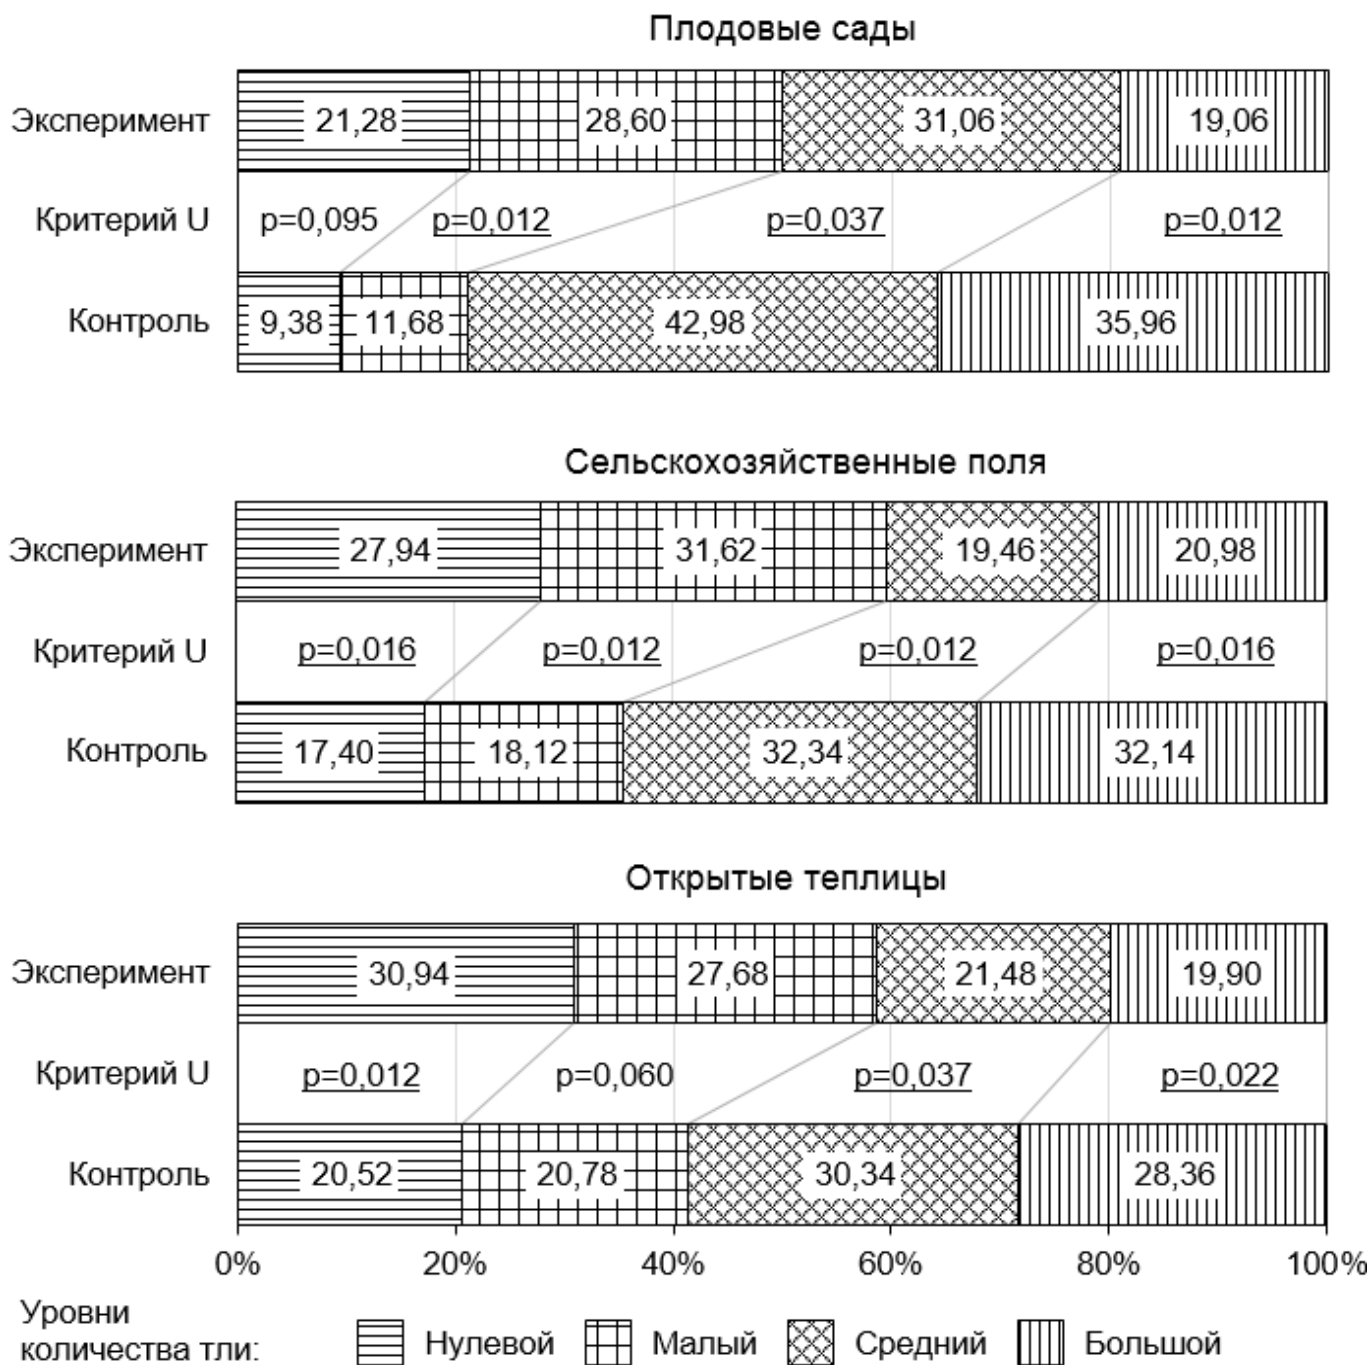 Плодовые сады
Эксперимент 21,28 28,60 31,06 19,06
Критерий U p=0,095 p=0,012 p=0,037 p=0,012
Контроль 9,38 11,68 42,98 35,96
Сельскохозяйственные поля
Эксперимент 27,94 31,62 19,46 20,98
Критерий U p=0,016 p=0,012 p=0,012 p=0,016
Контроль 17,40 18,12 32,34 32,14
Открытые теплицы
Эксперимент 30,94 27,68 21,48 19,90
Критерий U p=0,012 p=0,060 p=0,037 p=0,022
Контроль 20,52 20,78 30,34 28,36
0% 20% 40% 60% 80% 100%
Уровни
количества тли: Нулевой Малый Средний Большой